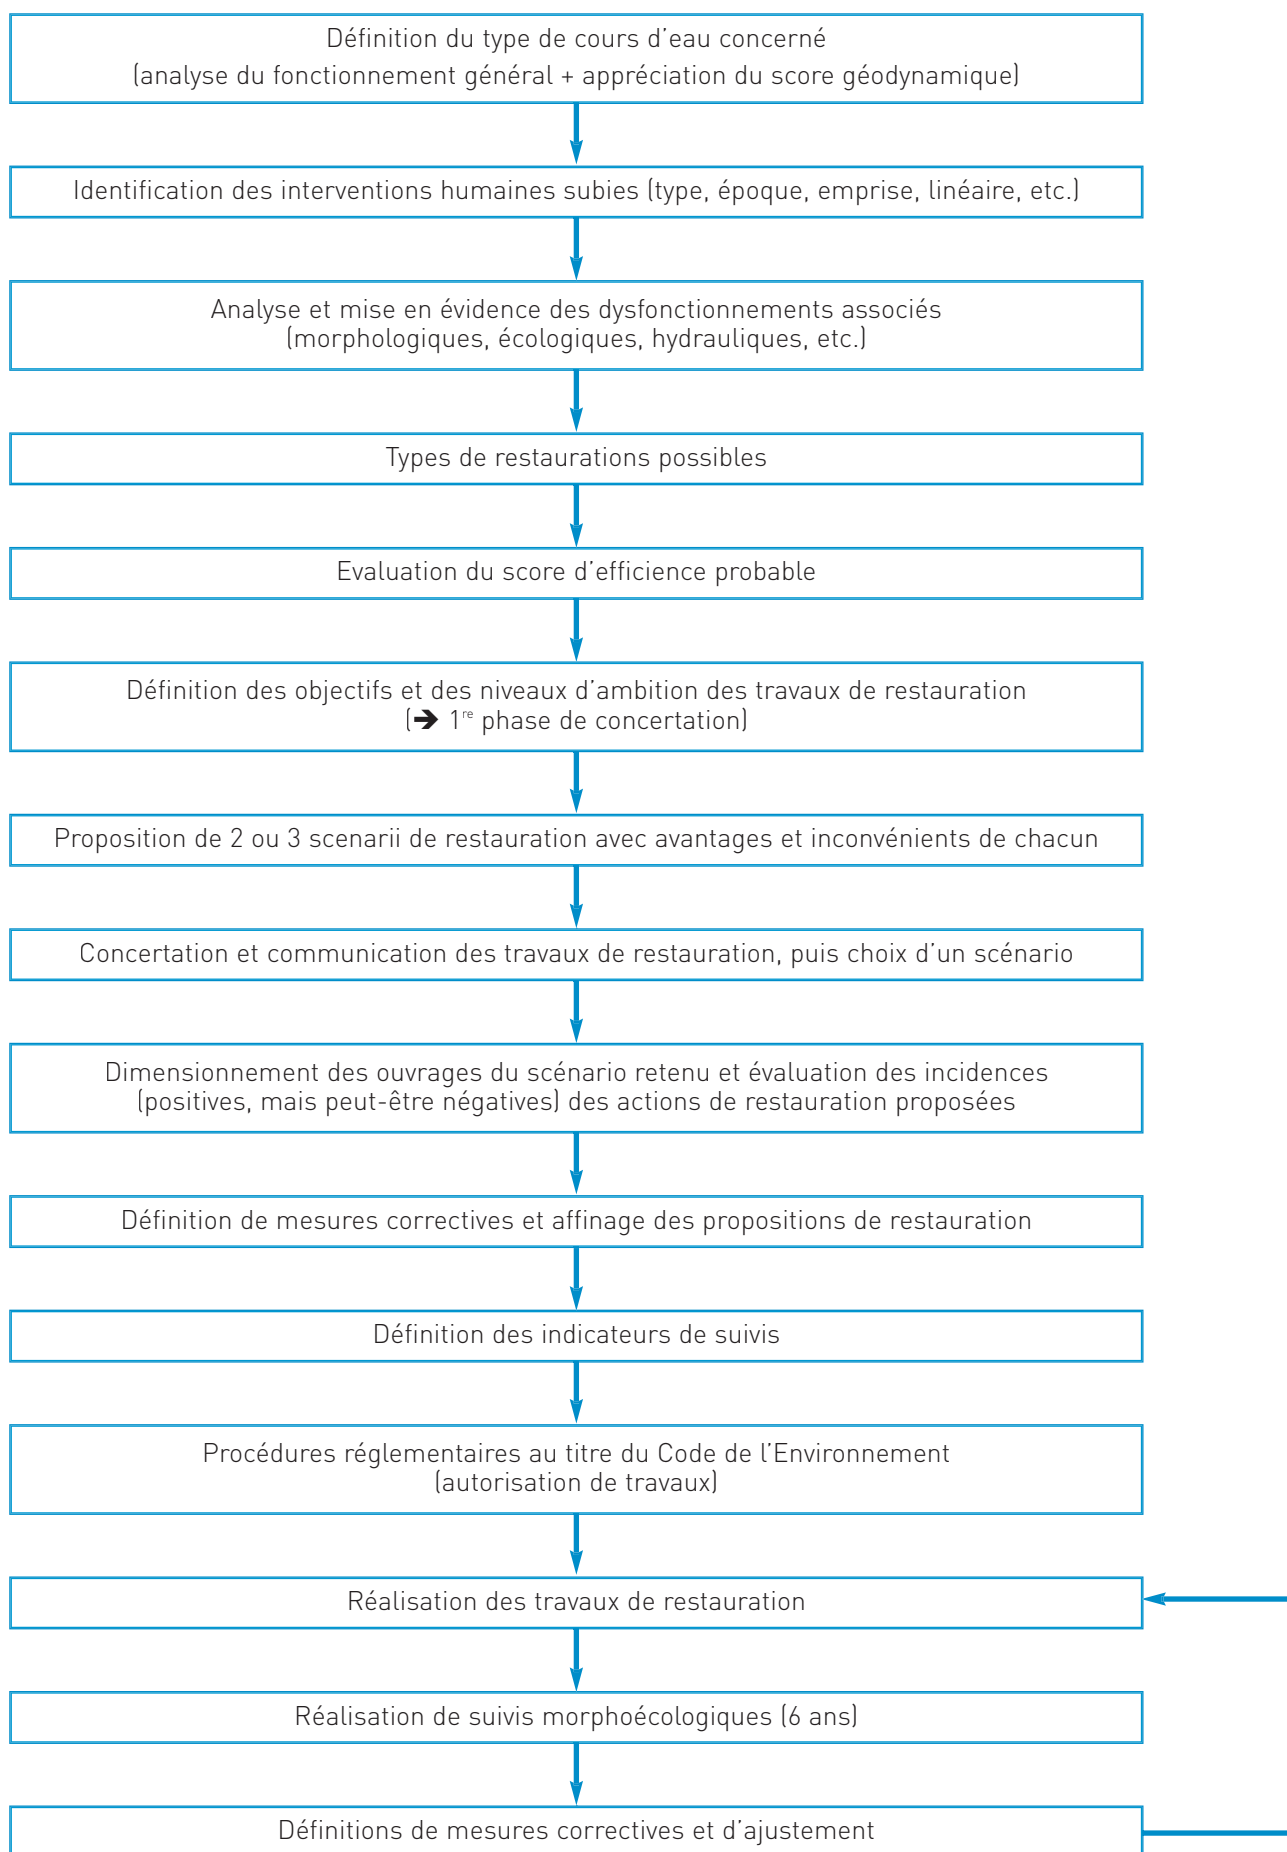 Définition du type de cours d’eau concerné
(analyse du fonctionnement général + appréciation du score géodynamique)
Identification des interventions humaines subies (type, époque, emprise, linéaire, etc.)
Analyse et mise en évidence des dysfonctionnements associés
(morphologiques, écologiques, hydrauliques, etc.)
Types de restaurations possibles
Evaluation du score d’efficience probable
Définition des objectifs et des niveaux d’ambition des travaux de restauration
(➔ 1re phase de concertation)
Proposition de 2 ou 3 scenarii de restauration avec avantages et inconvénients de chacun
Concertation et communication des travaux de restauration, puis choix d’un scénario
Dimensionnement des ouvrages du scénario retenu et évaluation des incidences
(positives, mais peut-être négatives) des actions de restauration proposées
Définition de mesures correctives et affinage des propositions de restauration
Définition des indicateurs de suivis
Procédures réglementaires au titre du Code de l’Environnement
(autorisation de travaux)
Réalisation des travaux de restauration
Réalisation de suivis morphoécologiques (6 ans)
Définitions de mesures correctives et d’ajustement